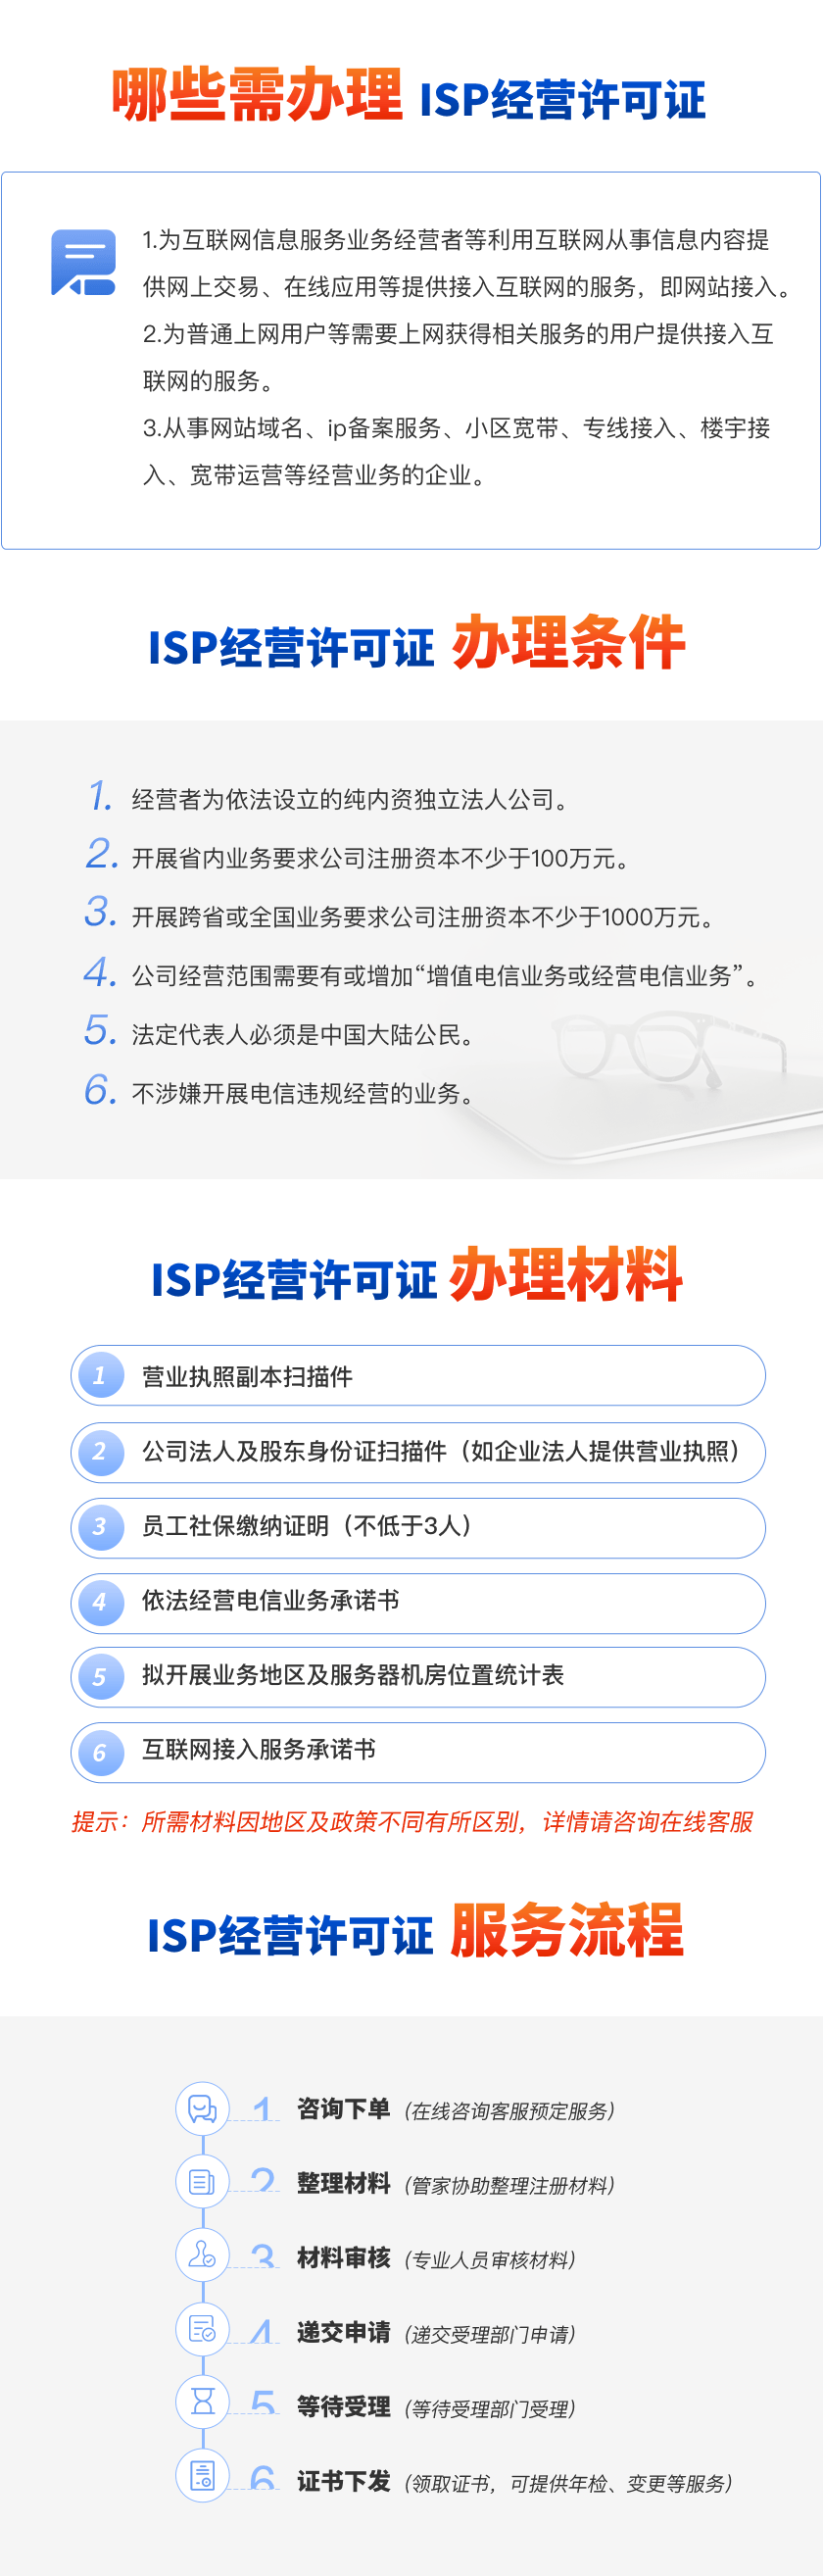 哪些需办理 ISP经营许可证
1.为互联网信息服务业务经营者等利用互联网从事信息内容提
供网上交易、在线应用等提供接入互联网的服务，即网站接入。
2.为普通上网用户等需要上网获得相关服务的用户提供接入互
联网的服务。
3.从事网站域名、ip备案服务、小区宽带、专线接入、楼宇接
入、宽带运营等经营业务的企业。
ISP经营许可证 办理条件
1. 经营者为依法设立的纯内资独立法人公司。
2. 开展省内业务要求公司注册资本不少于100万元。
3. 开展跨省或全国业务要求公司注册资本不少于1000万元。
4. 公司经营范围需要有或增加“增值电信业务或经营电信业务”。
5. 法定代表人必须是中国大陆公民。
6. 不涉嫌开展电信违规经营的业务。
ISP经营许可证 办理材料
1 营业执照副本扫描件
2 公司法人及股东身份证扫描件（如企业法人提供营业执照）
3 员工社保缴纳证明（不低于3人）
4 依法经营电信业务承诺书
5 拟开展业务地区及服务器机房位置统计表
6 互联网接入服务承诺书
提示：所需材料因地区及政策不同有所区别，详情请咨询在线客服
ISP经营许可证 服务流程
1 咨询下单（在线咨询客服预定服务）
2 整理材料（管家协助整理注册材料）
3 材料审核（专业人员审核材料）
4 递交申请（递交受理部门申请）
5 等待受理（等待受理部门受理）
6 证书下发（领取证书，可提供年检、变更等服务）